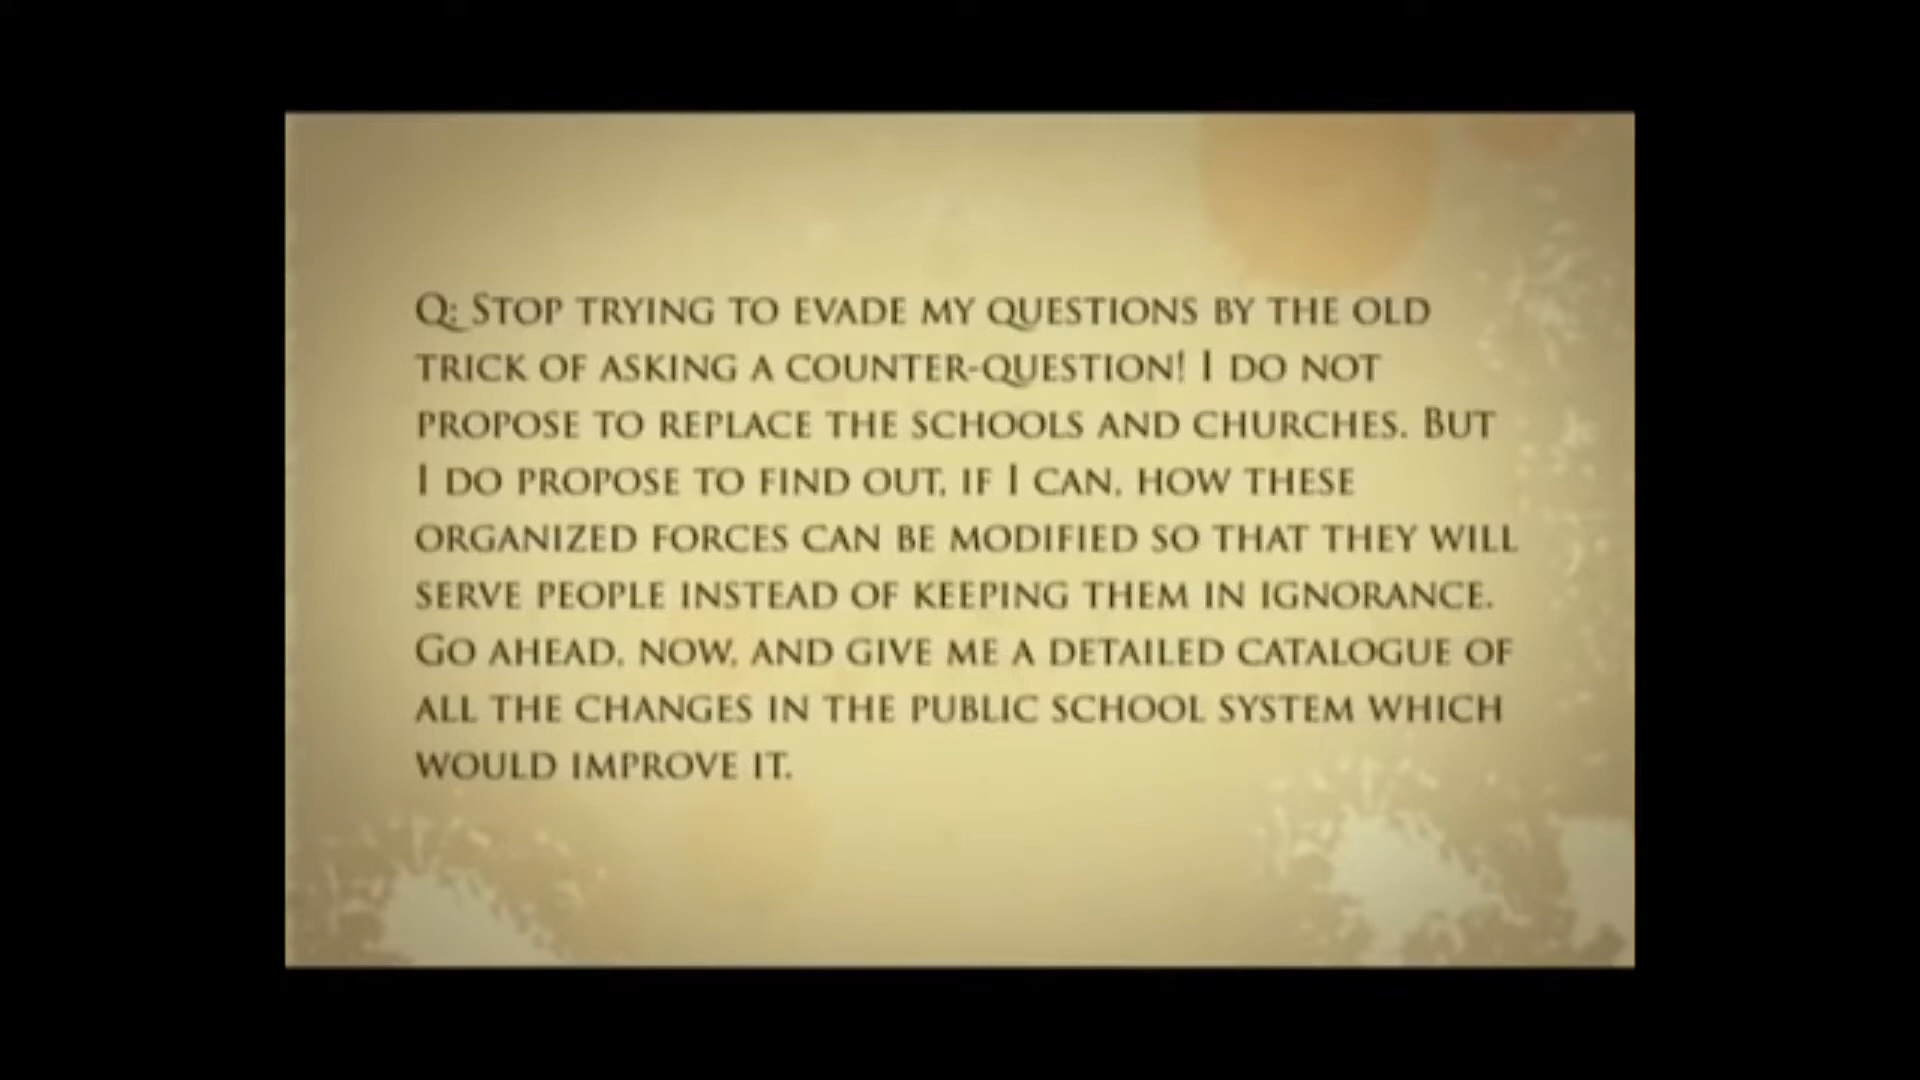 Q: Stop trying to evade my questions by the old
trick of asking a counter-question! I do not
propose to replace the schools and churches. But
I do propose to find out, if I can, how these
organized forces can be modified so that they will
serve people instead of keeping them in ignorance.
Go ahead, now, and give me a detailed catalogue of
all the changes in the public school system which
would improve it.